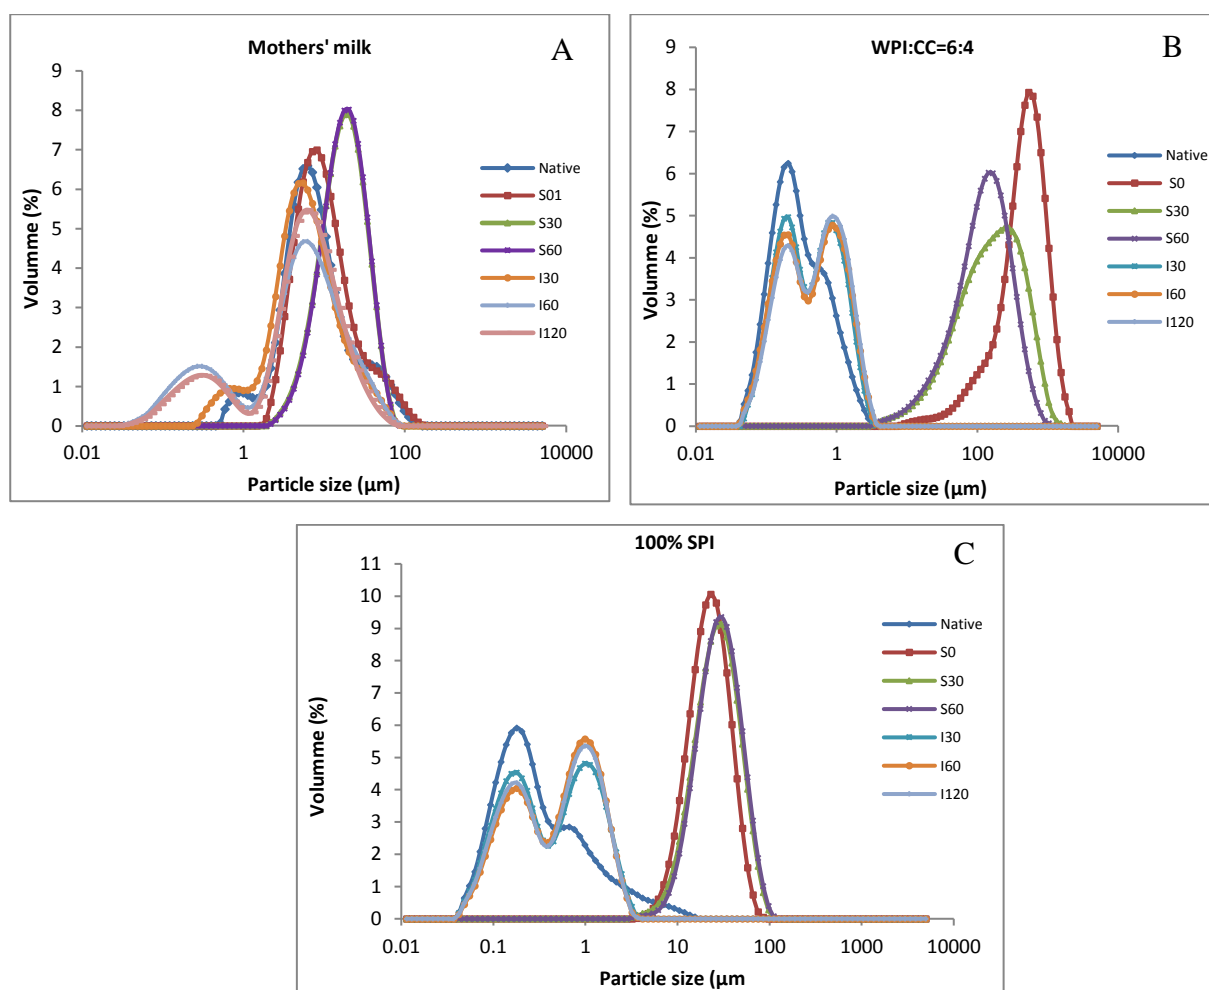 Mothers' milk
A
9
8
7
6
5
4
3
2
1
0
Volumme (%)
0.01
1
100
10000
Particle size (µm)
Native
S01
S30
S60
I30
I60
I120
WPI:CC=6:4
B
9
8
7
6
5
4
3
2
1
0
Volumme (%)
0.01
1
100
10000
Particle size (µm)
Native
S0
S30
S60
I30
I60
I120
100% SPI
C
11
10
9
8
7
6
5
4
3
2
1
0
Volumme (%)
0.01
0.1
1
10
100
1000
10000
Particle size (µm
Native
S0
S30
S60
I30
I60
I120